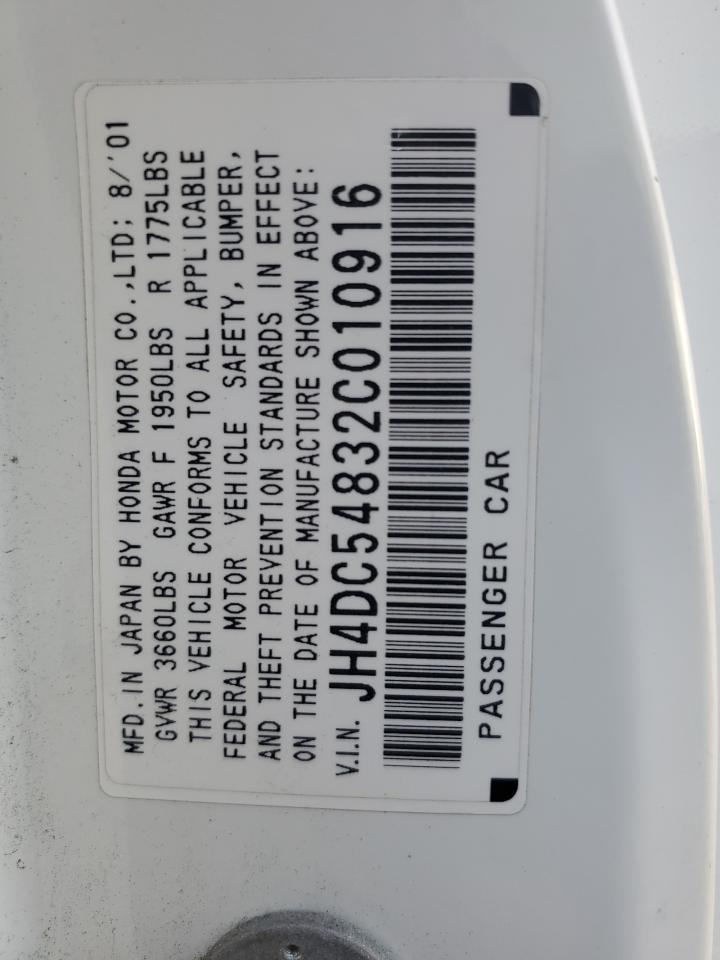 MFD. IN JAPAN BY HONDA MOTOR CO.,LTD; 8/'01
GVWR 3660LBS GAWR F 1950LBS R 1775LBS
THIS VEHICLE CONFORMS TO ALL APPLICABLE
FEDERAL MOTOR VEHICLE SAFETY, BUMPER,
AND THEFT PREVENTION STANDARDS IN EFFECT
ON THE DATE OF MANUFACTURE SHOWN ABOVE:
V.I.N. JH4DC54832C010916
PASSENGER CAR